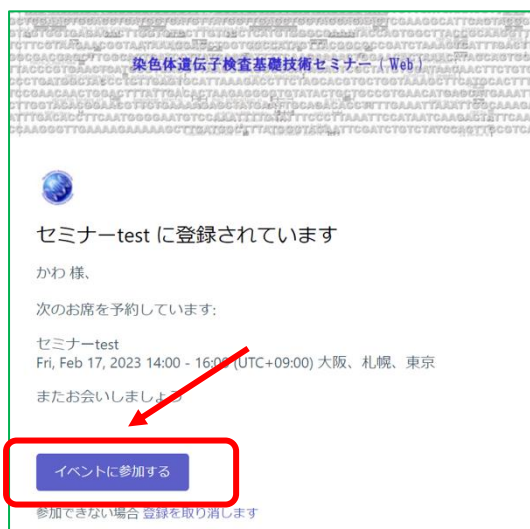 染色体遺伝子検査基礎技術セミナー（Web）
セミナーtest に登録されています
かわ 様、
次のお席を予約しています:
セミナーtest
Fri, Feb 17, 2023 14:00 - 16:00 (UTC+09:00) 大阪、札幌、東京
またお会いしましょう
イベントに参加する
参加できない場合 登録を取り消します